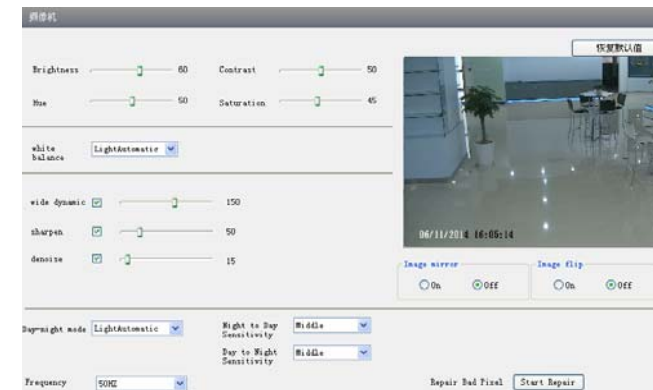 摄像机
恢复默认值
Brightness 60 Contrast 50
Hue 50 Saturation 45
white balance LightAutomatic
wide dynamic 150
sharpen 50
denoise 15
06/11/2014 16:05:14
Image mirror
On Off
Image flip
On Off
Day-night mode LightAutomatic
Night to Day Sensitivity Middle
Day to Night Sensitivity Middle
Frequency 50HZ
Repair Bad Pixel Start Repair